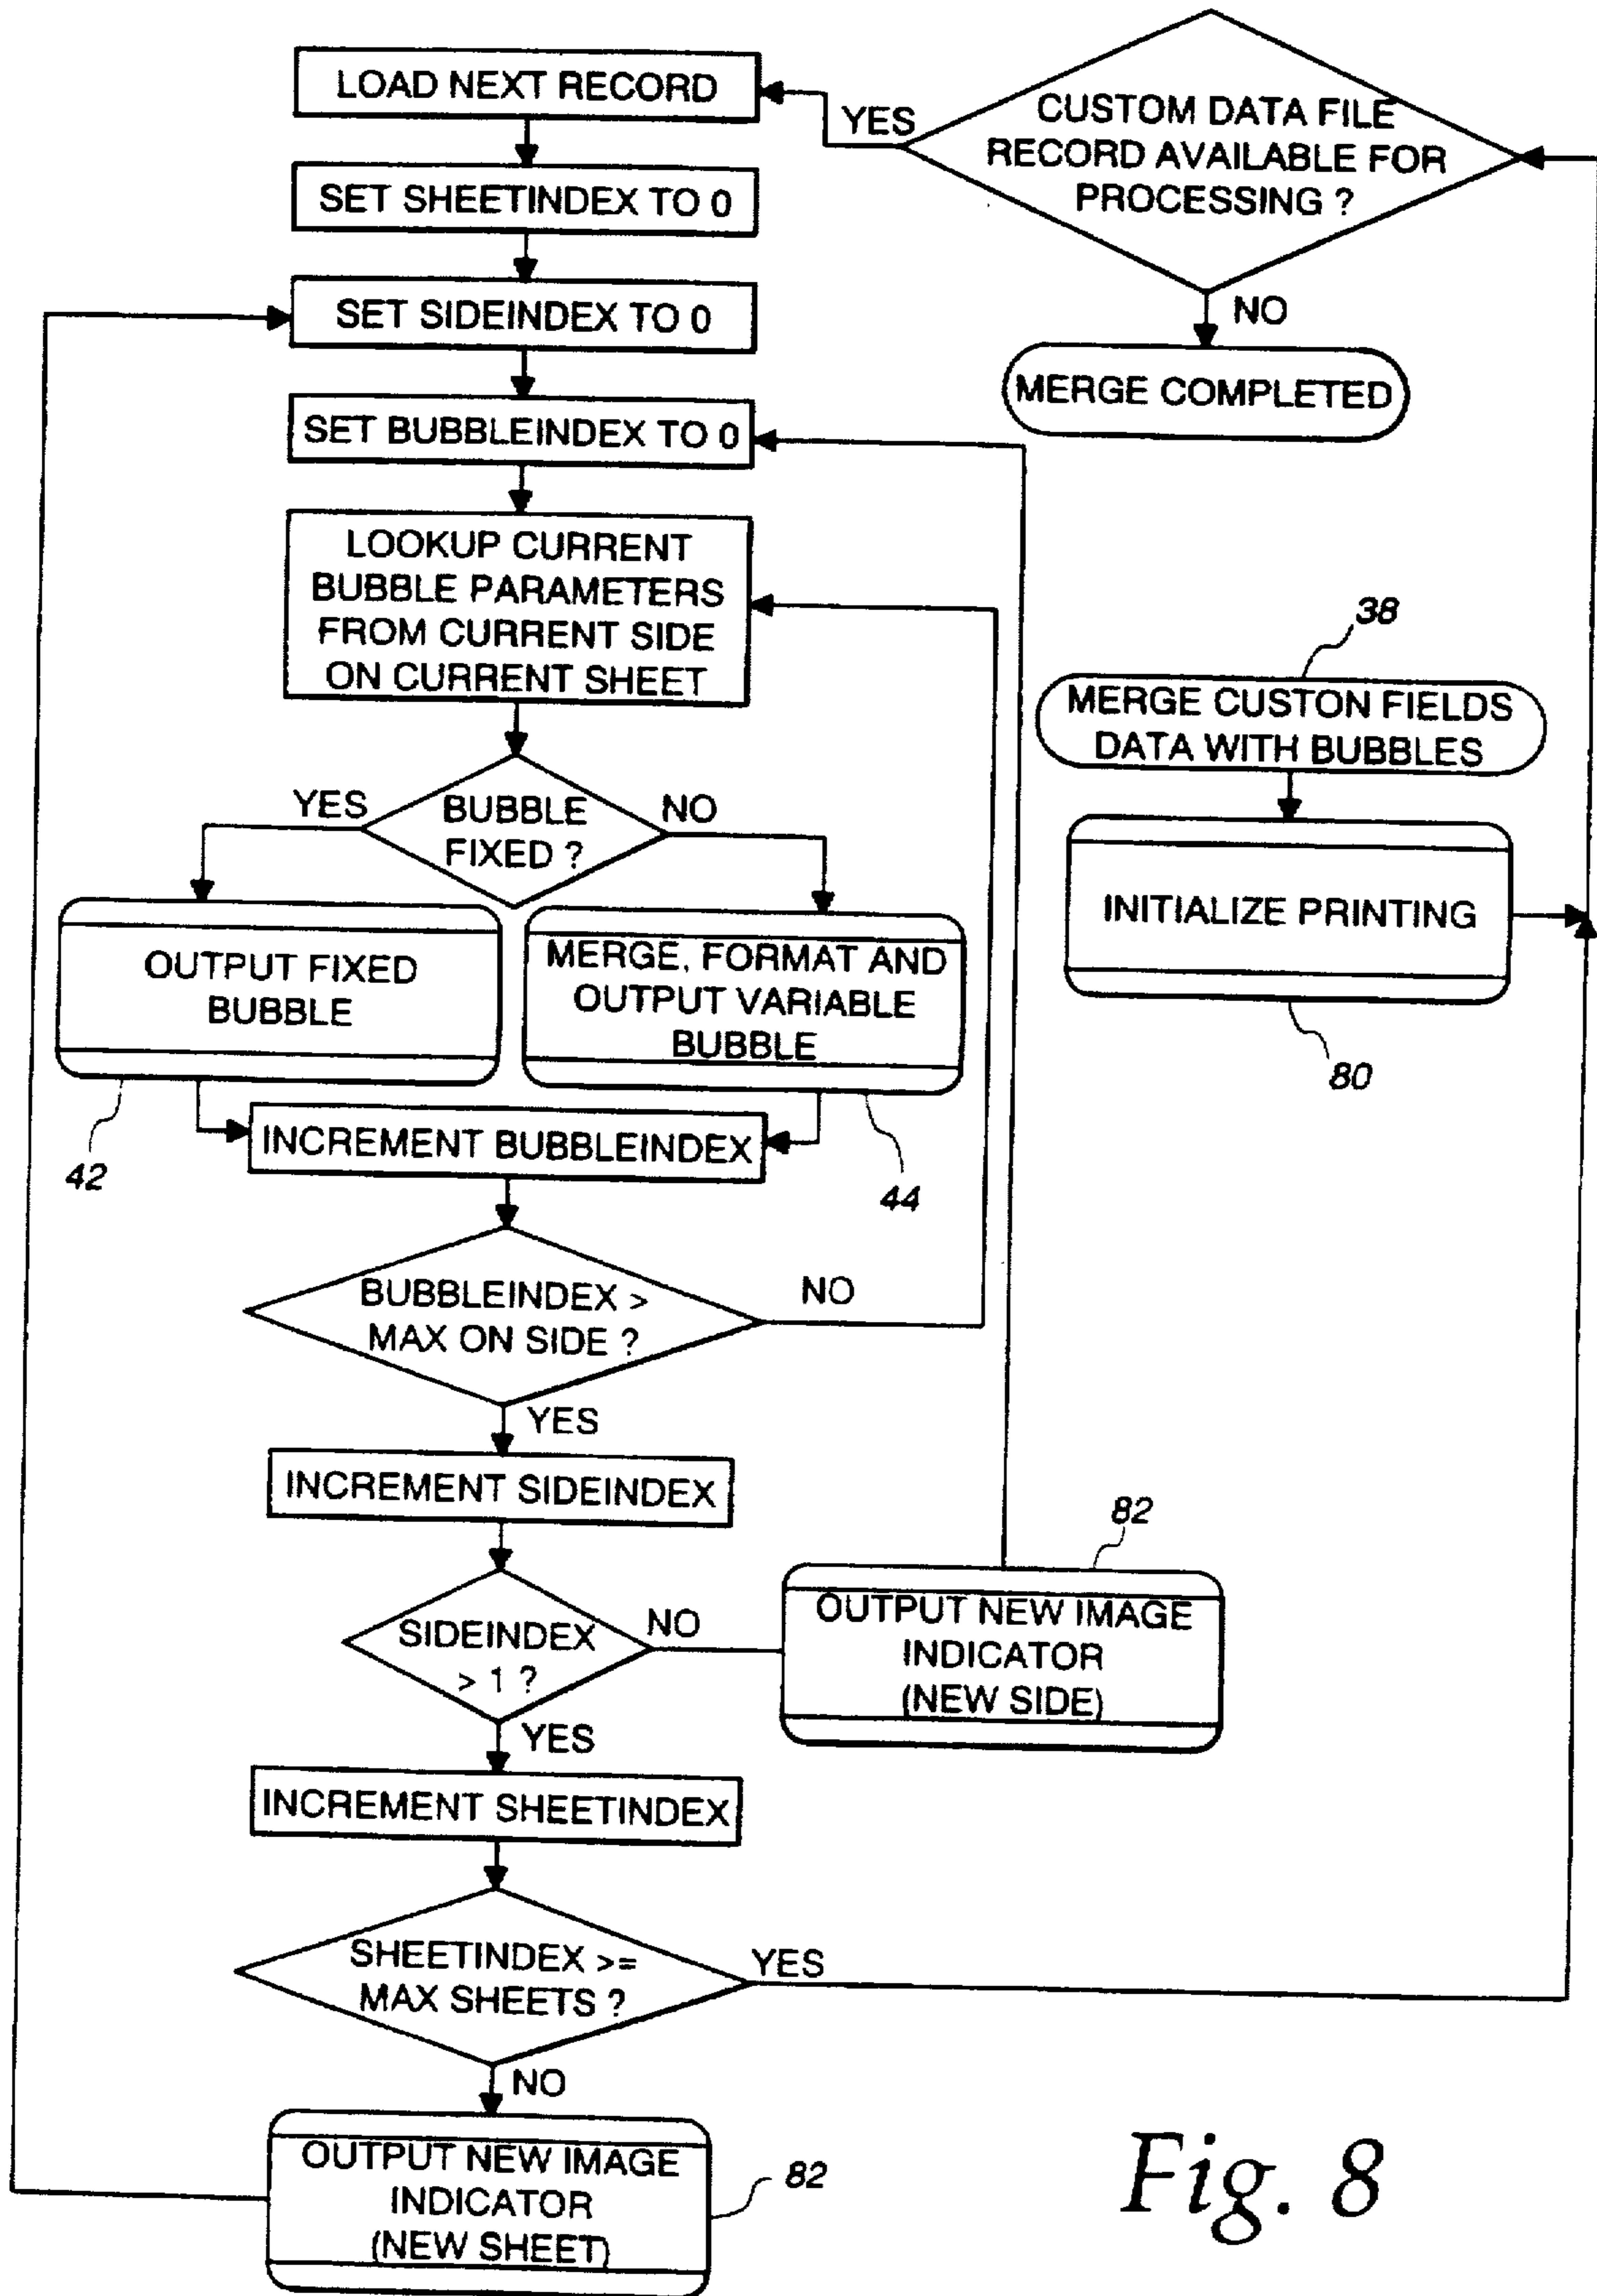 LOAD NEXT RECORD
SET SHEETINDEX TO 0
SET SIDEINDEX TO 0
SET BUBBLEINDEX TO 0
LOOKUP CURRENT
BUBBLE PARAMETERS
FROM CURRENT SIDE
ON CURRENT SHEET
YES
BUBBLE
FIXED ?
NO
OUTPUT FIXED
BUBBLE
42
MERGE, FORMAT AND
OUTPUT VARIABLE
BUBBLE
44
INCREMENT BUBBLEINDEX
BUBBLEINDEX >
MAX ON SIDE ?
NO
YES
INCREMENT SIDEINDEX
SIDEINDEX
> 1 ?
NO
82
OUTPUT NEW IMAGE
INDICATOR
(NEW SIDE)
YES
INCREMENT SHEETINDEX
SHEETINDEX >=
MAX SHEETS ?
YES
NO
OUTPUT NEW IMAGE
INDICATOR
(NEW SHEET)
82
YES
CUSTOM DATA FILE
RECORD AVAILABLE FOR
PROCESSING ?
NO
MERGE COMPLETED
38
MERGE CUSTON FIELDS
DATA WITH BUBBLES
INITIALIZE PRINTING
80
Fig. 8